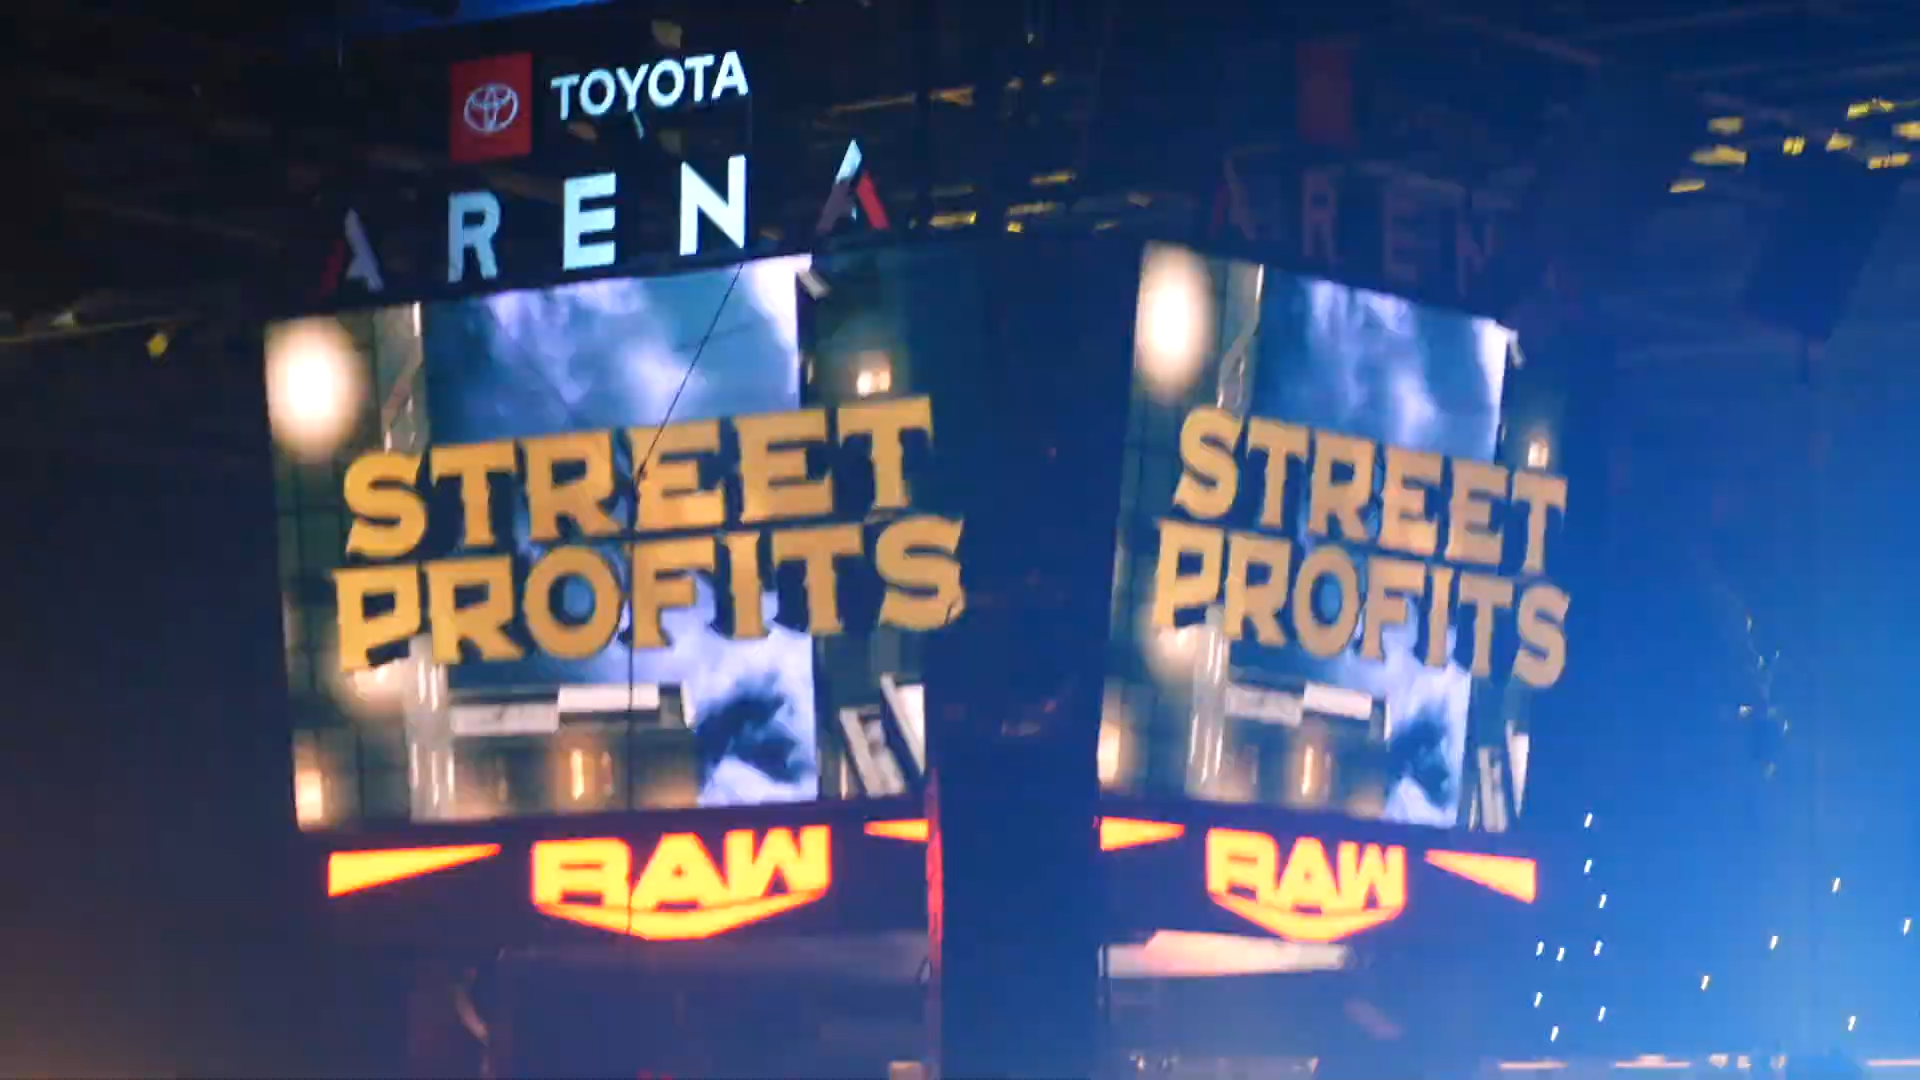 TOYOTA
ARENA
STREET
PROFITS
RAW
ARENA
STREET
PROFITS
RAW